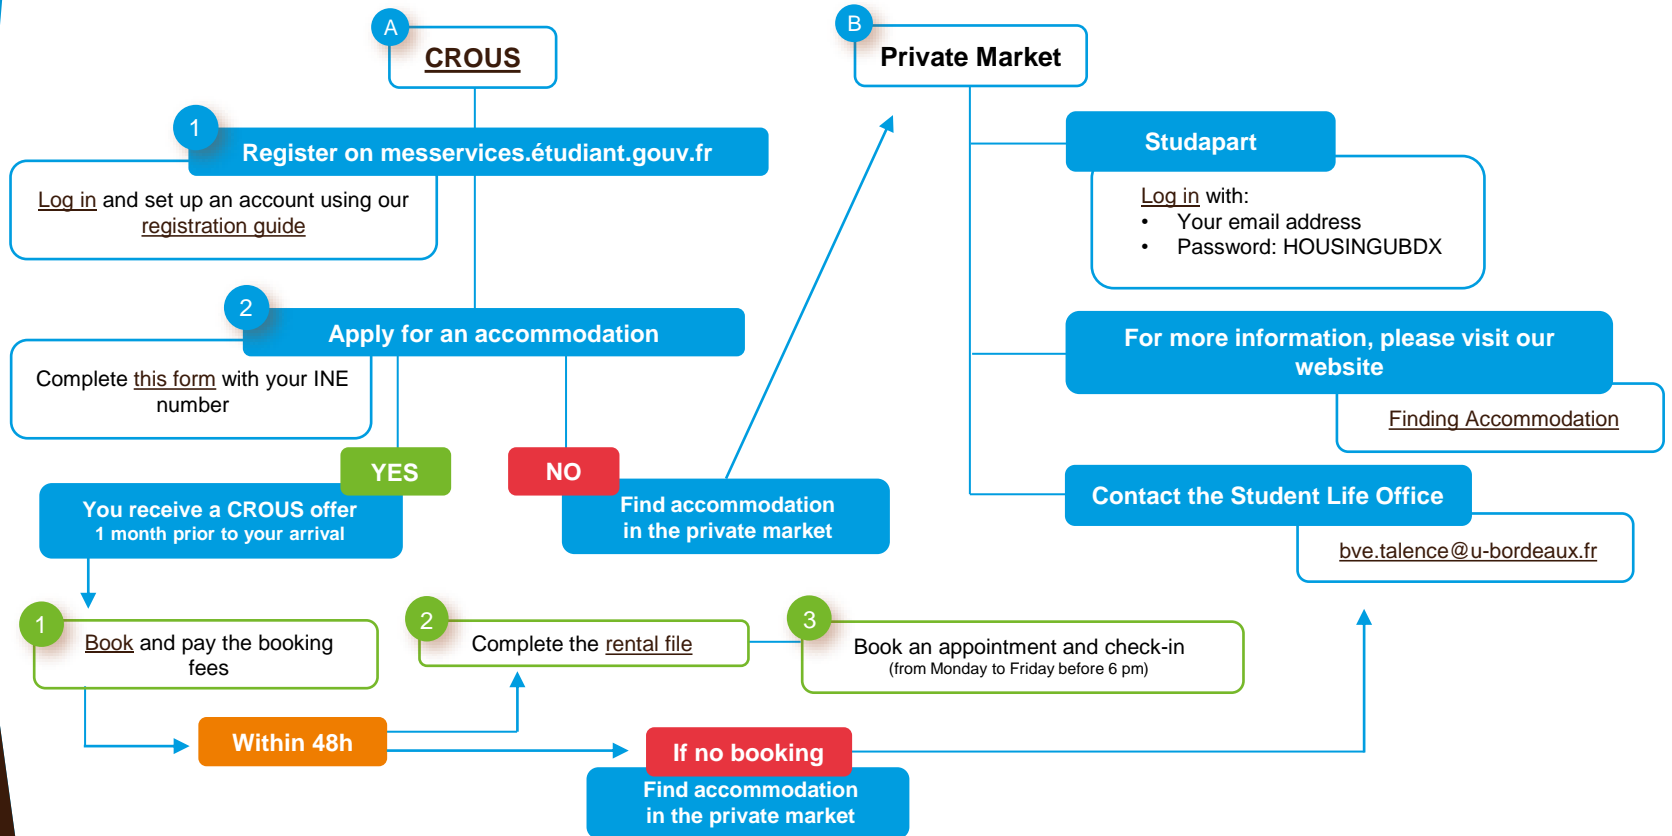 A
CROUS
1
Register on messervices.étudiant.gouv.fr
Log in and set up an account using our
registration guide
2
Apply for an accommodation
Complete this form with your INE
number
YES
You receive a CROUS offer
1 month prior to your arrival
NO
Find accommodation
in the private market
1
Book and pay the booking
fees
2
Complete the rental file
3
Book an appointment and check-in
(from Monday to Friday before 6 pm)
Within 48h
If no booking
Find accommodation
in the private market
B
Private Market
Studapart
Log in with:
• Your email address
• Password: HOUSINGUBDX
For more information, please visit our
website
Finding Accommodation
Contact the Student Life Office
bve.talence@u-bordeaux.fr